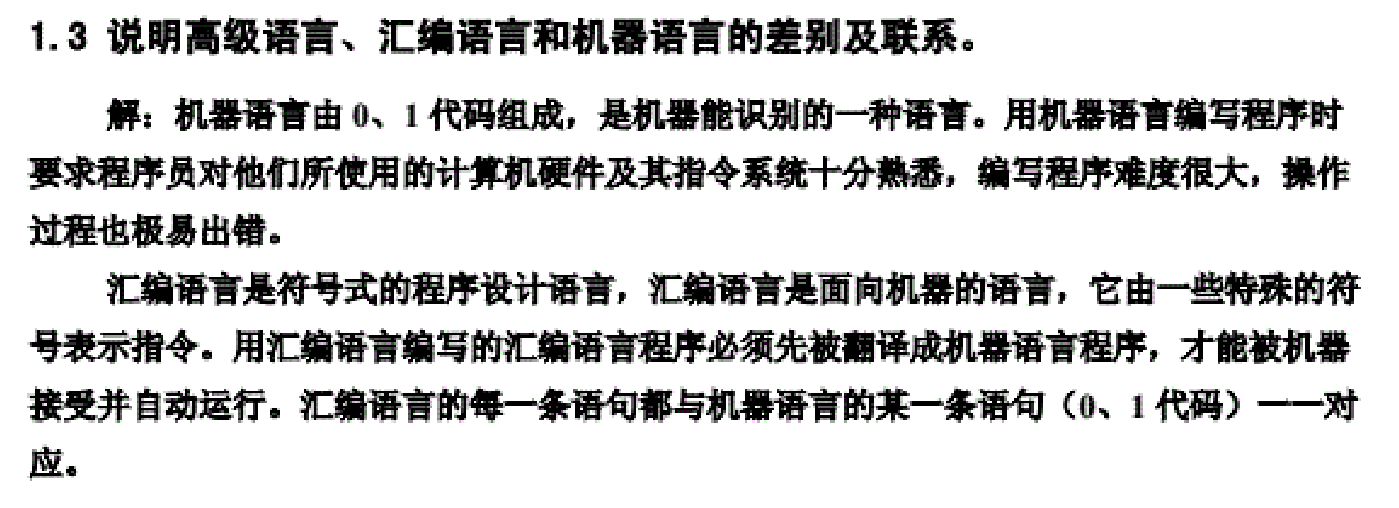 1.3 说明高级语言、汇编语言和机器语言的差别及联系。
解：机器语言由 0、1 代码组成，是机器能识别的一种语言。用机器语言编写程序时
要求程序员对他们所使用的计算机硬件及其指令系统十分熟悉，编写程序难度很大，操作
过程也极易出错。
汇编语言是符号式的程序设计语言，汇编语言是面向机器的语言，它由一些特殊的符
号表示指令。用汇编语言编写的汇编语言程序必须先被翻译成机器语言程序，才能被机器
接受并自动运行。汇编语言的每一条语句都与机器语言的某一条语句（0、1 代码）一一对
应。